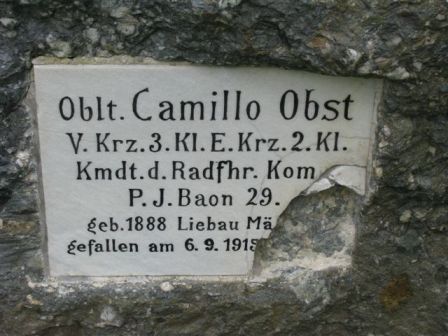 Oblt. Camillo Obst
V. Krz. 3. Kl. E. Krz. 2. Kl.
Kmdt. d. Radfhr. Kom
P. J. Baon 29.
geb. 1888 Liebau Mä
gefallen am 6. 9. 1915